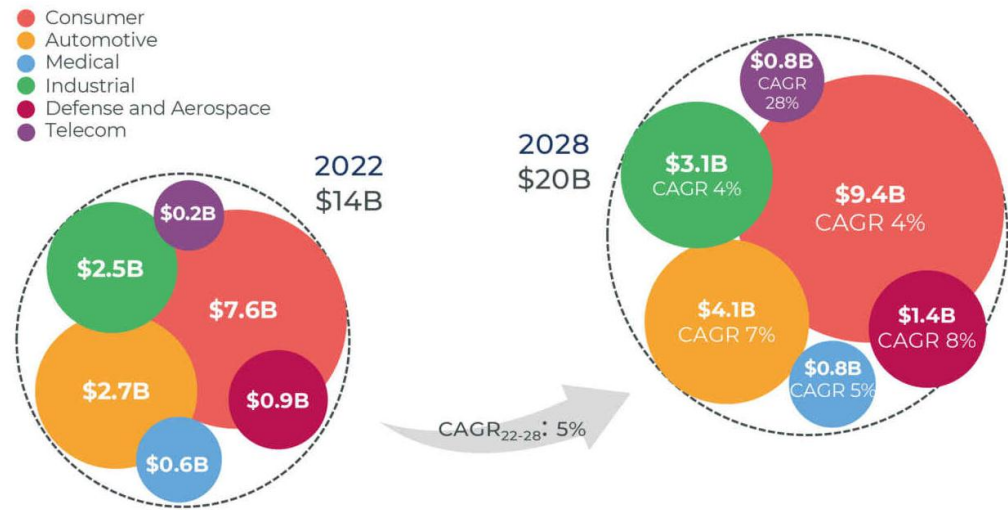 Consumer
Automotive
Medical
Industrial
Defense and Aerospace
Telecom
2022
$14B
$0.2B
$2.5B
$7.6B
$2.7B
$0.9B
$0.6B
CAGR22-28: 5%
2028
$20B
$0.8B
CAGR
28%
$3.1B
CAGR 4%
$9.4B
CAGR 4%
$4.1B
CAGR 7%
$1.4B
CAGR 8%
$0.8B
CAGR 5%